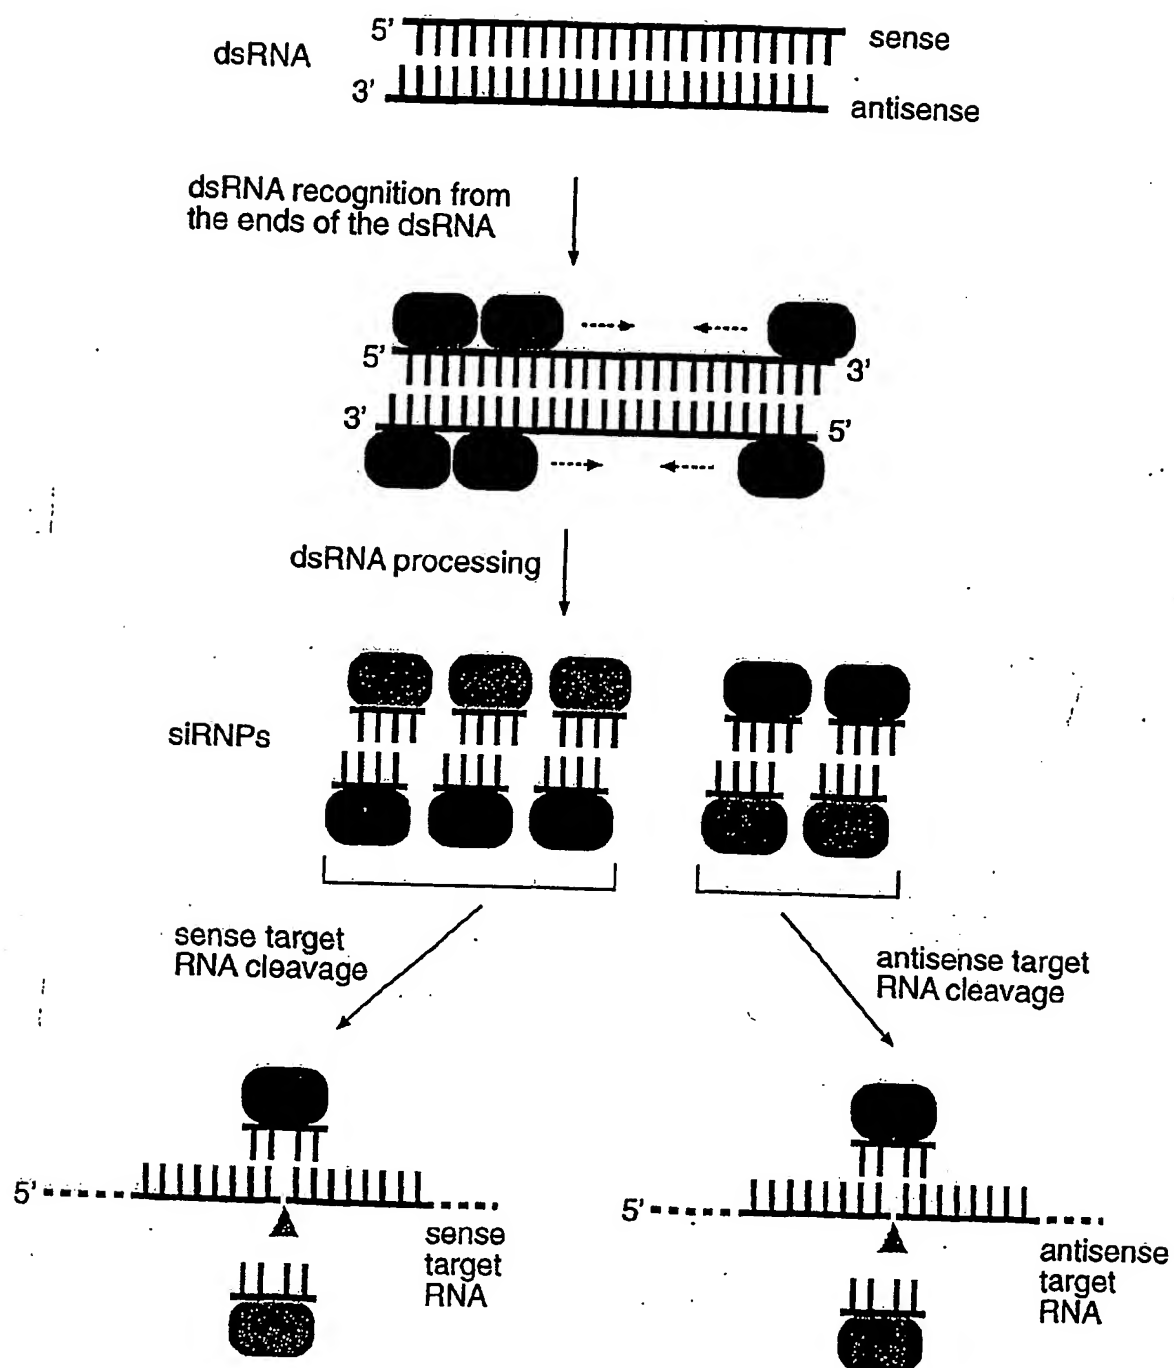 5'
sense
dsRNA
3'
antisense
dsRNA recognition from
the ends of the dsRNA
5'
3'
3'
5'
dsRNA processing
siRNPs
sense target
RNA cleavage
antisense target
RNA cleavage
5'
sense
target
RNA
5'
antisense
target
RNA